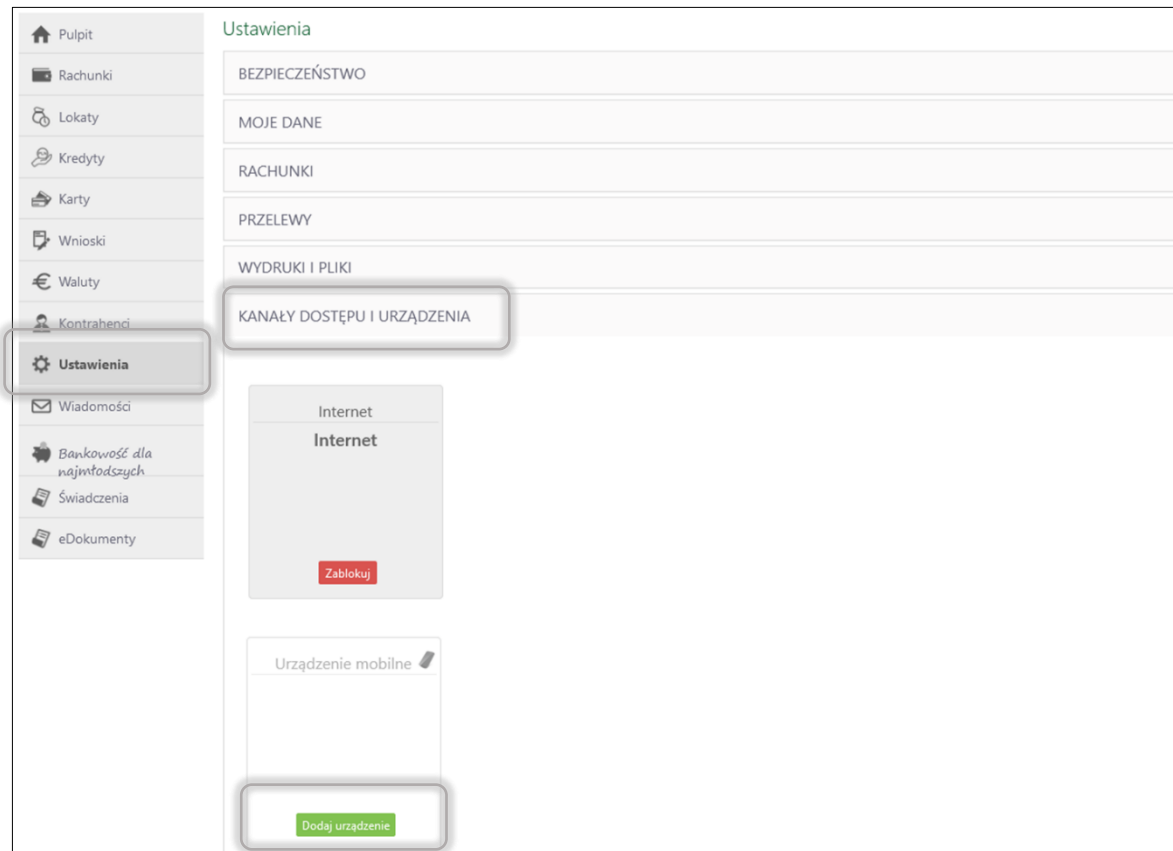 Pulpit
Rachunki
Lokaty
Kredyty
Karty
Wnioski
Waluty
Kontrahenci
Ustawienia
Wiadomości
Bankowość dla
najmłodszych
Świadczenia
eDokumenty
Ustawienia
BEZPIECZEŃSTWO
MOJE DANE
RACHUNKI
PRZELEWY
WYDRUKI I PLIKI
KANAŁY DOSTĘPU I URZĄDZENIA
Internet
Internet
Zablokuj
Urządzenie mobilne
Dodaj urządzenie